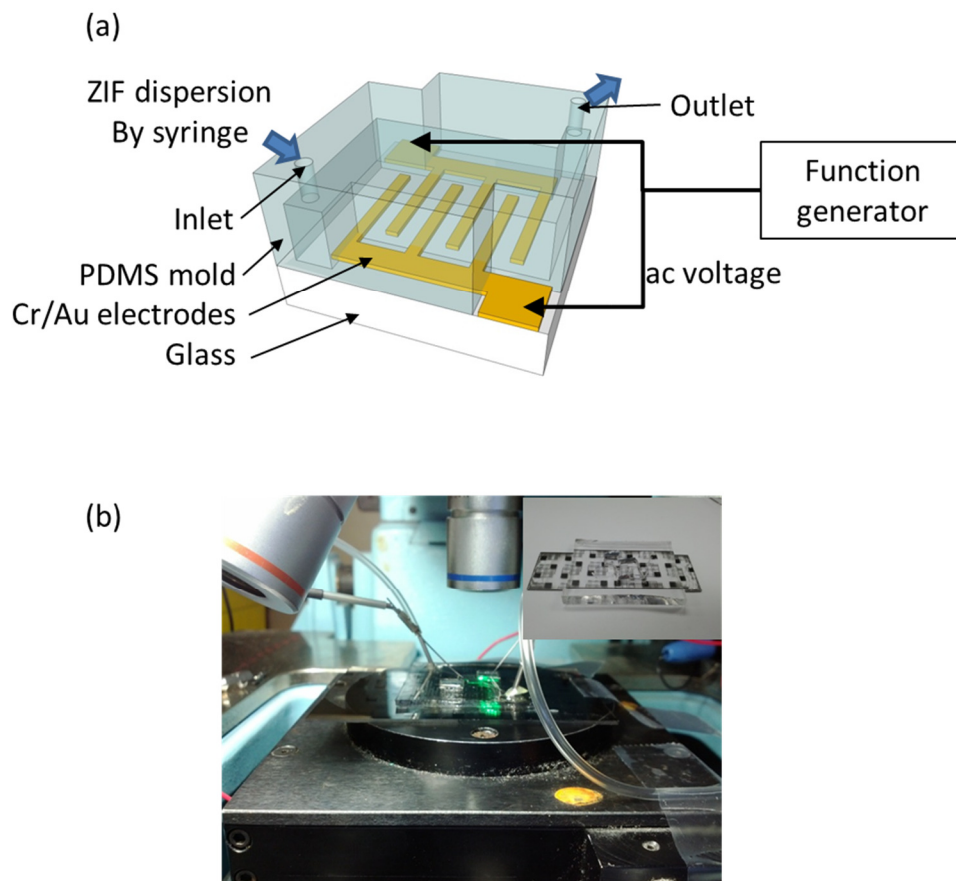 (a)
ZIF dispersion
By syringe
Outlet
Function
generator
Inlet
PDMS mold
ac voltage
Cr/Au electrodes
Glass
(b)